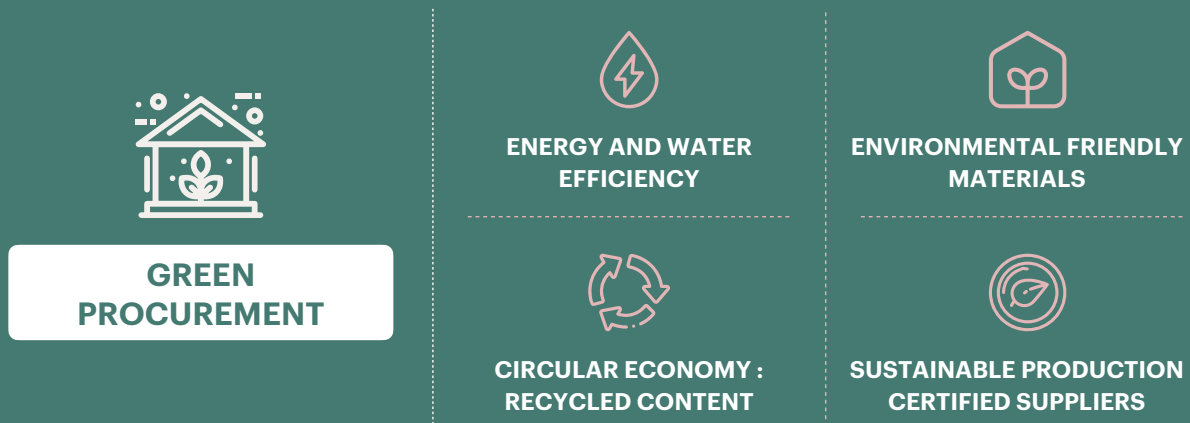 GREEN
PROCUREMENT
ENERGY AND WATER
EFFICIENCY
ENVIRONMENTAL FRIENDLY
MATERIALS
CIRCULAR ECONOMY :
RECYCLED CONTENT
SUSTAINABLE PRODUCTION
CERTIFIED SUPPLIERS